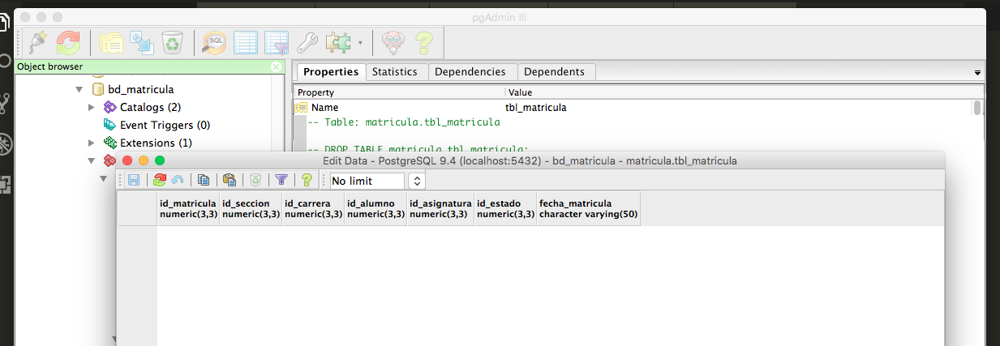 pgAdmin III
SQL
Object browser
bd_matricula
Catalogs (2)
Event Triggers (0)
Extensions (1)
Properties Statistics Dependencies Dependents
Property Value
Name tbl_matricula
-- Table: matricula.tbl_matricula
-- DROP TABLE matricula.tbl_matricula;
Edit Data - PostgreSQL 9.4 (localhost:5432) - bd_matricula - matricula.tbl_matricula
No limit
id_matricula id_seccion id_carrera id_alumno id_asignatura id_estado fecha_matricula
numeric(3,3) numeric(3,3) numeric(3,3) numeric(3,3) numeric(3,3) numeric(3,3) character varying(50)